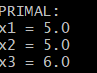 PRIMAL:
x1 = 5.0
x2 = 5.0
x3 = 6.0